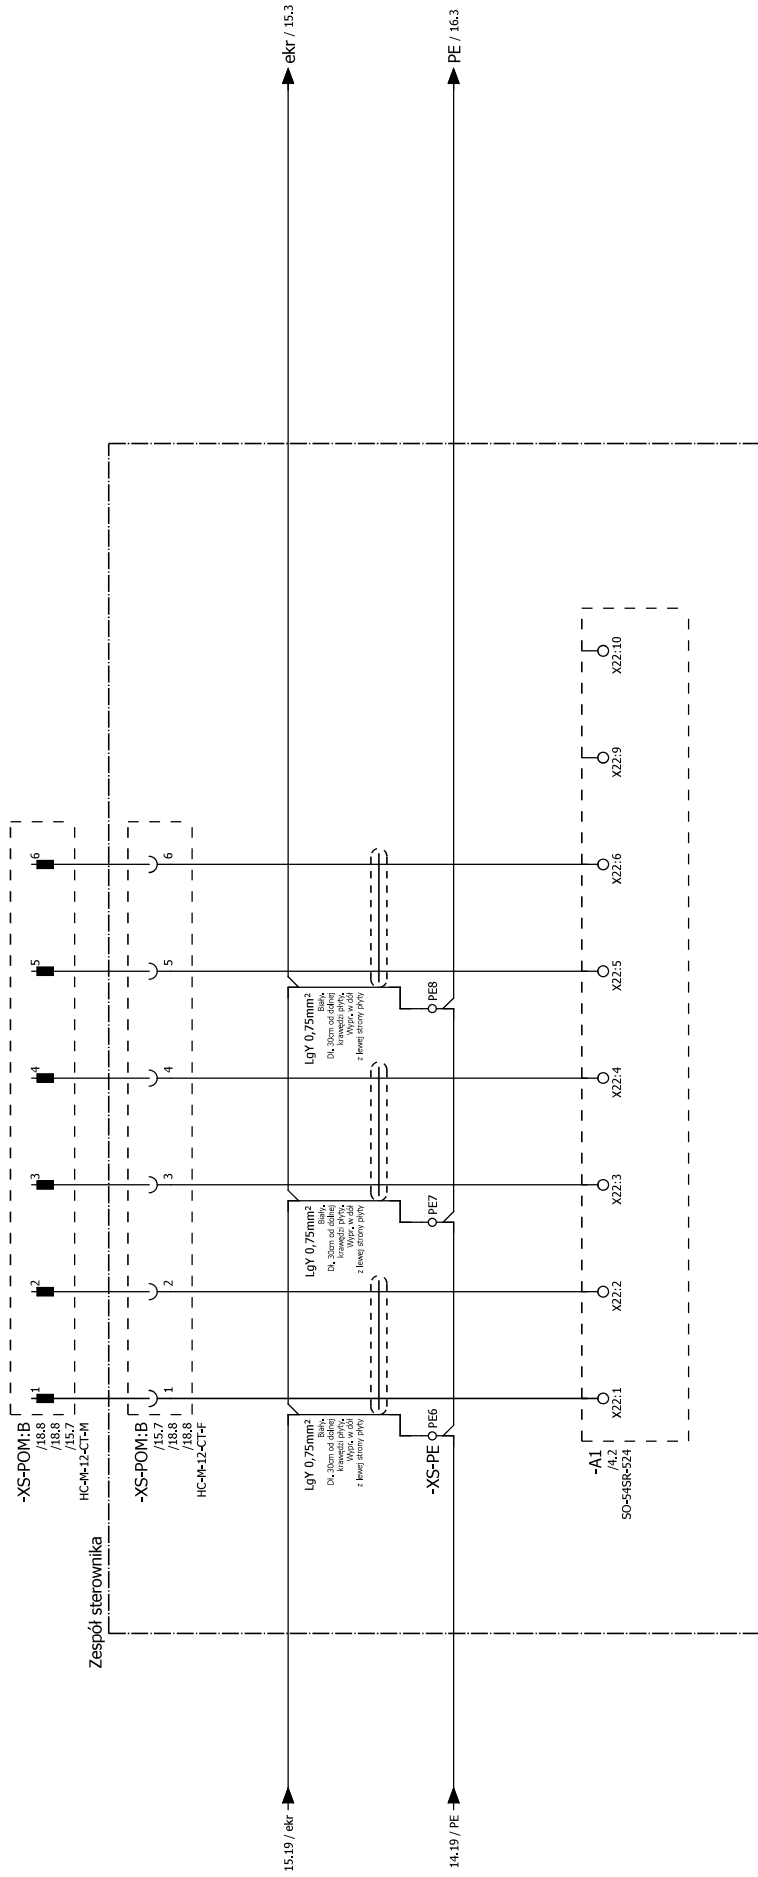 -XS-POM:B
/18.8
/18.8
/15.7
HC-M-12-CT-M
1
2
3
4
5
6
Zespół sterownika
-XS-POM:B
/15.7
/18.8
/18.8
HC-M-12-CT-F
1
2
3
4
5
6
15.19 / ekr
ekr / 15.3
LgY 0,75mm²
Biały.
Dł. 30cm od dolnej
krawędzi płyty.
Wypr. w dół
z lewej strony płyty
LgY 0,75mm²
Biały.
Dł. 30cm od dolnej
krawędzi płyty.
Wypr. w dół
z lewej strony płyty
LgY 0,75mm²
Biały.
Dł. 30cm od dolnej
krawędzi płyty.
Wypr. w dół
z lewej strony płyty
-XS-PE
PE6
PE7
PE8
14.19 / PE
PE / 16.3
-A1
/4.2
SO-54SR-524
X22:1
X22:2
X22:3
X22:4
X22:5
X22:6
X22:9
X22:10